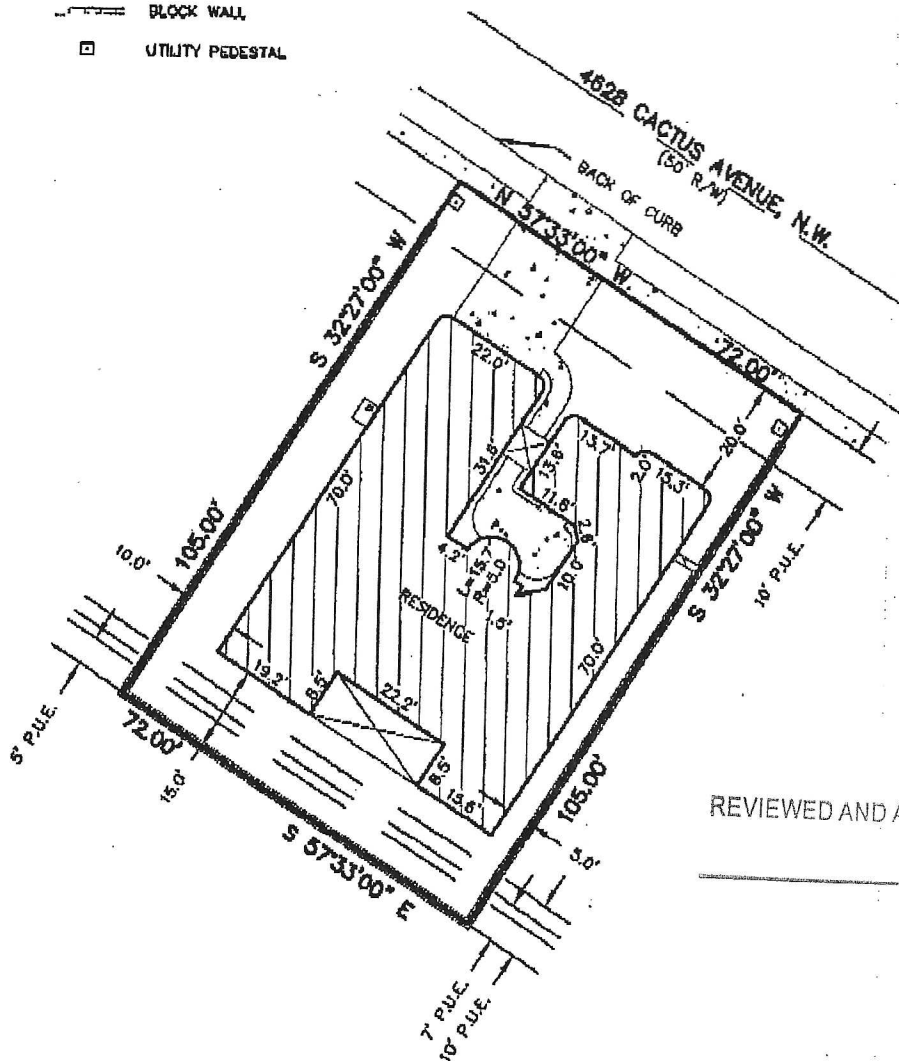 BLOCK WALL
UTILITY PEDESTAL
4628 CACTUS AVENUE, N.W.
(50' R/W)
BACK OF CURB
N 57°33'00" W
72.00'
S 32°27'00" W
105.00'
22.0'
13.7'
2.0'
15.3'
20.0'
31.8'
13.8'
11.6'
2.8'
10.0'
4.2'
L=15.7
R=5.0
1.5'
70.0'
RESIDENCE
70.0'
S 32°27'00" W
105.00'
10' P.U.E.
10.0'
5' P.U.E.
19.2'
8.5'
22.2'
8.5'
15.6'
15.0'
72.00'
S 57°33'00" E
5.0'
7' P.U.E.
10' P.U.E.
REVIEWED AND A